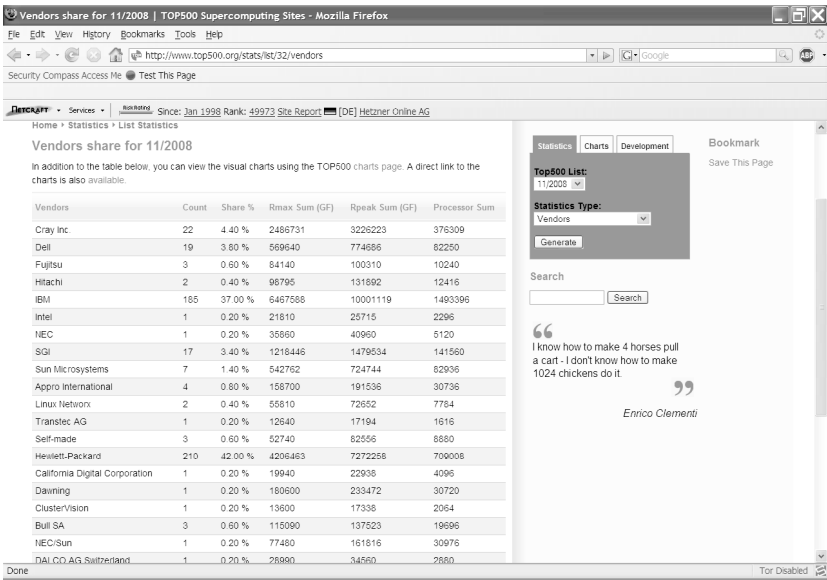 Vendors share for 11/2008 | TOP500 Supercomputing Sites - Mozilla Firefox
File Edit View History Bookmarks Tools Help
http://www.top500.org/stats/list/32/vendors
Google
ABP
Security Compass Access Me Test This Page
NETCRAFT Services Risk Rating Since: Jan 1998 Rank: 49973 Site Report [DE] Hetzner Online AG
Home Statistics List Statistics
Vendors share for 11/2008
In addition to the table below, you can view the visual charts using the TOP500 charts page. A direct link to the
charts is also available.
Vendors Count Share % Rmax Sum (GF) Rpeak Sum (GF) Processor Sum
Cray Inc. 22 4.40 % 2486731 3226223 376309
Dell 19 3.80 % 569640 774686 82250
Fujitsu 3 0.60 % 84140 100310 10240
Hitachi 2 0.40 % 98795 131892 12416
IBM 185 37.00 % 6467588 10001119 1493396
Intel 1 0.20 % 21810 25715 2296
NEC 1 0.20 % 35860 40960 5120
SGI 17 3.40 % 1218446 1479534 141560
Sun Microsystems 7 1.40 % 542762 724744 82936
Appro International 4 0.80 % 158700 191536 30736
Linux Networx 2 0.40 % 55810 72652 7784
Transtec AG 1 0.20 % 12640 17194 1616
Self-made 3 0.60 % 52740 82556 8880
Hewlett-Packard 210 42.00 % 4206463 7272258 709008
California Digital Corporation 1 0.20 % 19940 22938 4096
Dawning 1 0.20 % 180600 233472 30720
ClusterVision 1 0.20 % 13600 17338 2064
Bull SA 3 0.60 % 115090 137523 19696
NEC/Sun 1 0.20 % 77480 161816 30976
DALCO AG Switzerland 1 0.20 % 28990 34560 2880
Statistics Charts Development
Top500 List:
11/2008
Statistics Type:
Vendors
Generate
Search
Search
“
I know how to make 4 horses pull
a cart - I don't know how to make
1024 chickens do it.
”
Enrico Clementi
Bookmark
Save This Page
Done
Tor Disabled